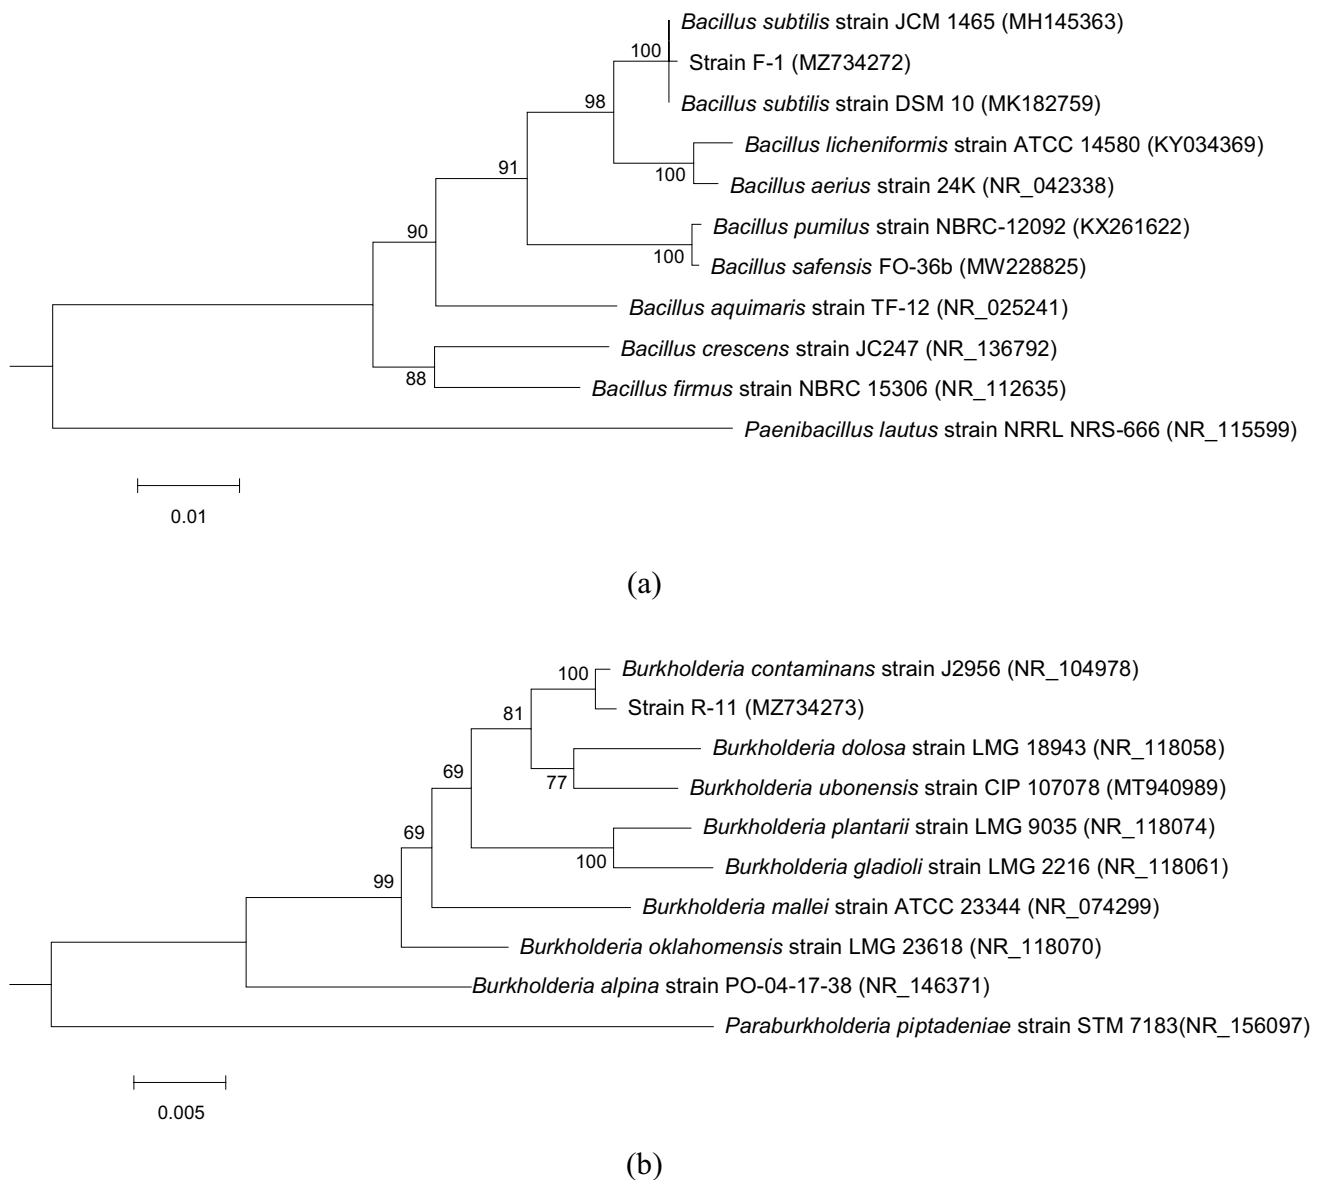 Bacillus subtilis strain JCM 1465 (MH145363)
100
Strain F-1 (MZ734272)
98
Bacillus subtilis strain DSM 10 (MK182759)
Bacillus licheniformis strain ATCC 14580 (KY034369)
91
100
Bacillus aerius strain 24K (NR_042338)
Bacillus pumilus strain NBRC-12092 (KX261622)
90
100
Bacillus safensis FO-36b (MW228825)
Bacillus aquimaris strain TF-12 (NR_025241)
Bacillus crescens strain JC247 (NR_136792)
88
Bacillus firmus strain NBRC 15306 (NR_112635)
Paenibacillus lautus strain NRRL NRS-666 (NR_115599)
0.01
(a)
Burkholderia contaminans strain J2956 (NR_104978)
100
Strain R-11 (MZ734273)
81
Burkholderia dolosa strain LMG 18943 (NR_118058)
69
77
Burkholderia ubonensis strain CIP 107078 (MT940989)
Burkholderia plantarii strain LMG 9035 (NR_118074)
69
100
Burkholderia gladioli strain LMG 2216 (NR_118061)
99
Burkholderia mallei strain ATCC 23344 (NR_074299)
Burkholderia oklahomensis strain LMG 23618 (NR_118070)
Burkholderia alpina strain PO-04-17-38 (NR_146371)
Paraburkholderia piptadeniae strain STM 7183(NR_156097)
0.005
(b)